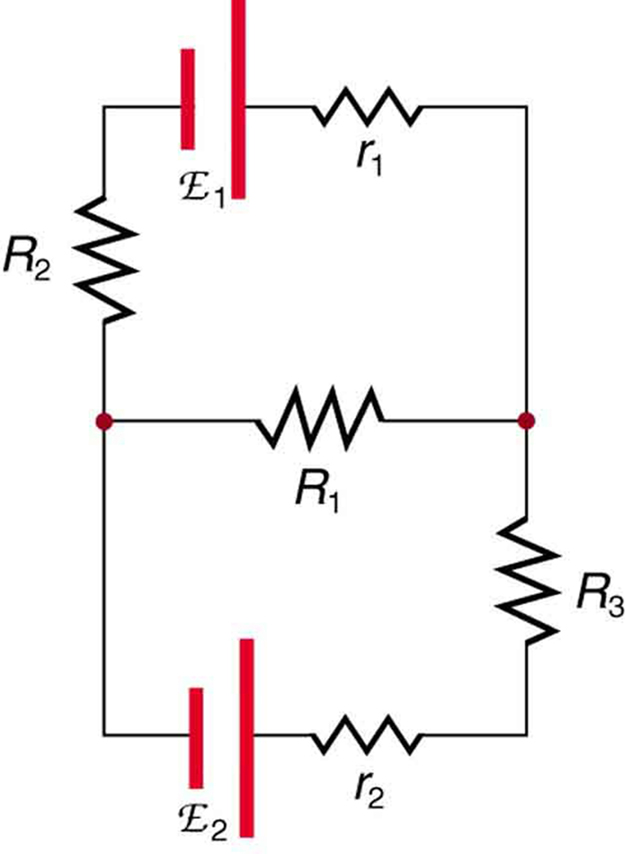 r₁
ℰ₁
R₂
R₁
R₃
r₂
ℰ₂